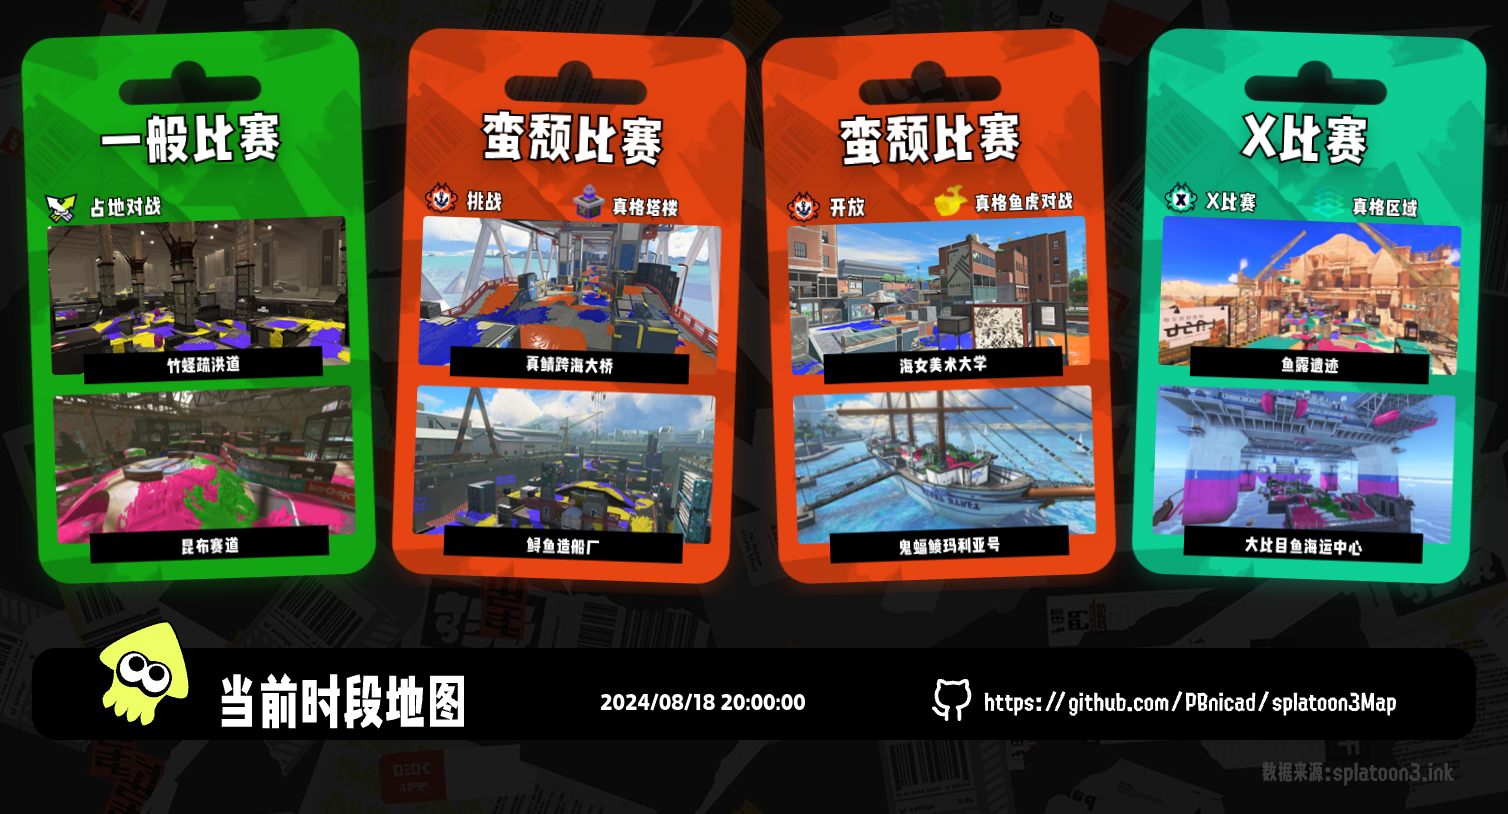 一般比赛
占地对战
竹蛏疏洪道
昆布赛道
蛮颓比赛
挑战
真格塔楼
真鲭跨海大桥
鲟鱼造船厂
蛮颓比赛
开放
真格鱼虎对战
海女美术大学
鬼蝠鲼玛利亚号
X比赛
X比赛
真格区域
鱼露遗迹
大比目鱼海运中心
当前时段地图
2024/08/18 20:00:00
https://github.com/PBnicad/splatoon3Map
数据来源:splatoon3.ink